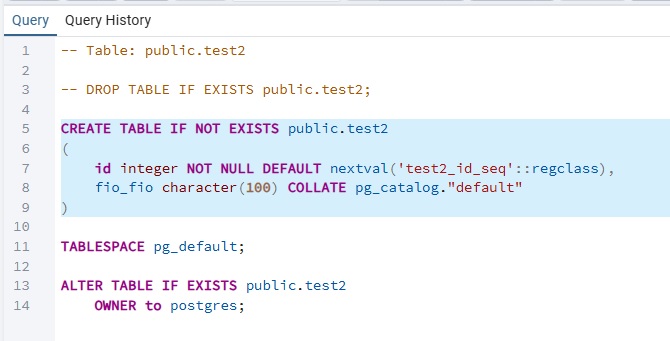 Query Query History
1 -- Table: public.test2
2
3 -- DROP TABLE IF EXISTS public.test2;
4
5 CREATE TABLE IF NOT EXISTS public.test2
6 (
7     id integer NOT NULL DEFAULT nextval('test2_id_seq'::regclass),
8     fio_fio character(100) COLLATE pg_catalog."default"
9 )
10
11 TABLESPACE pg_default;
12
13 ALTER TABLE IF EXISTS public.test2
14     OWNER to postgres;